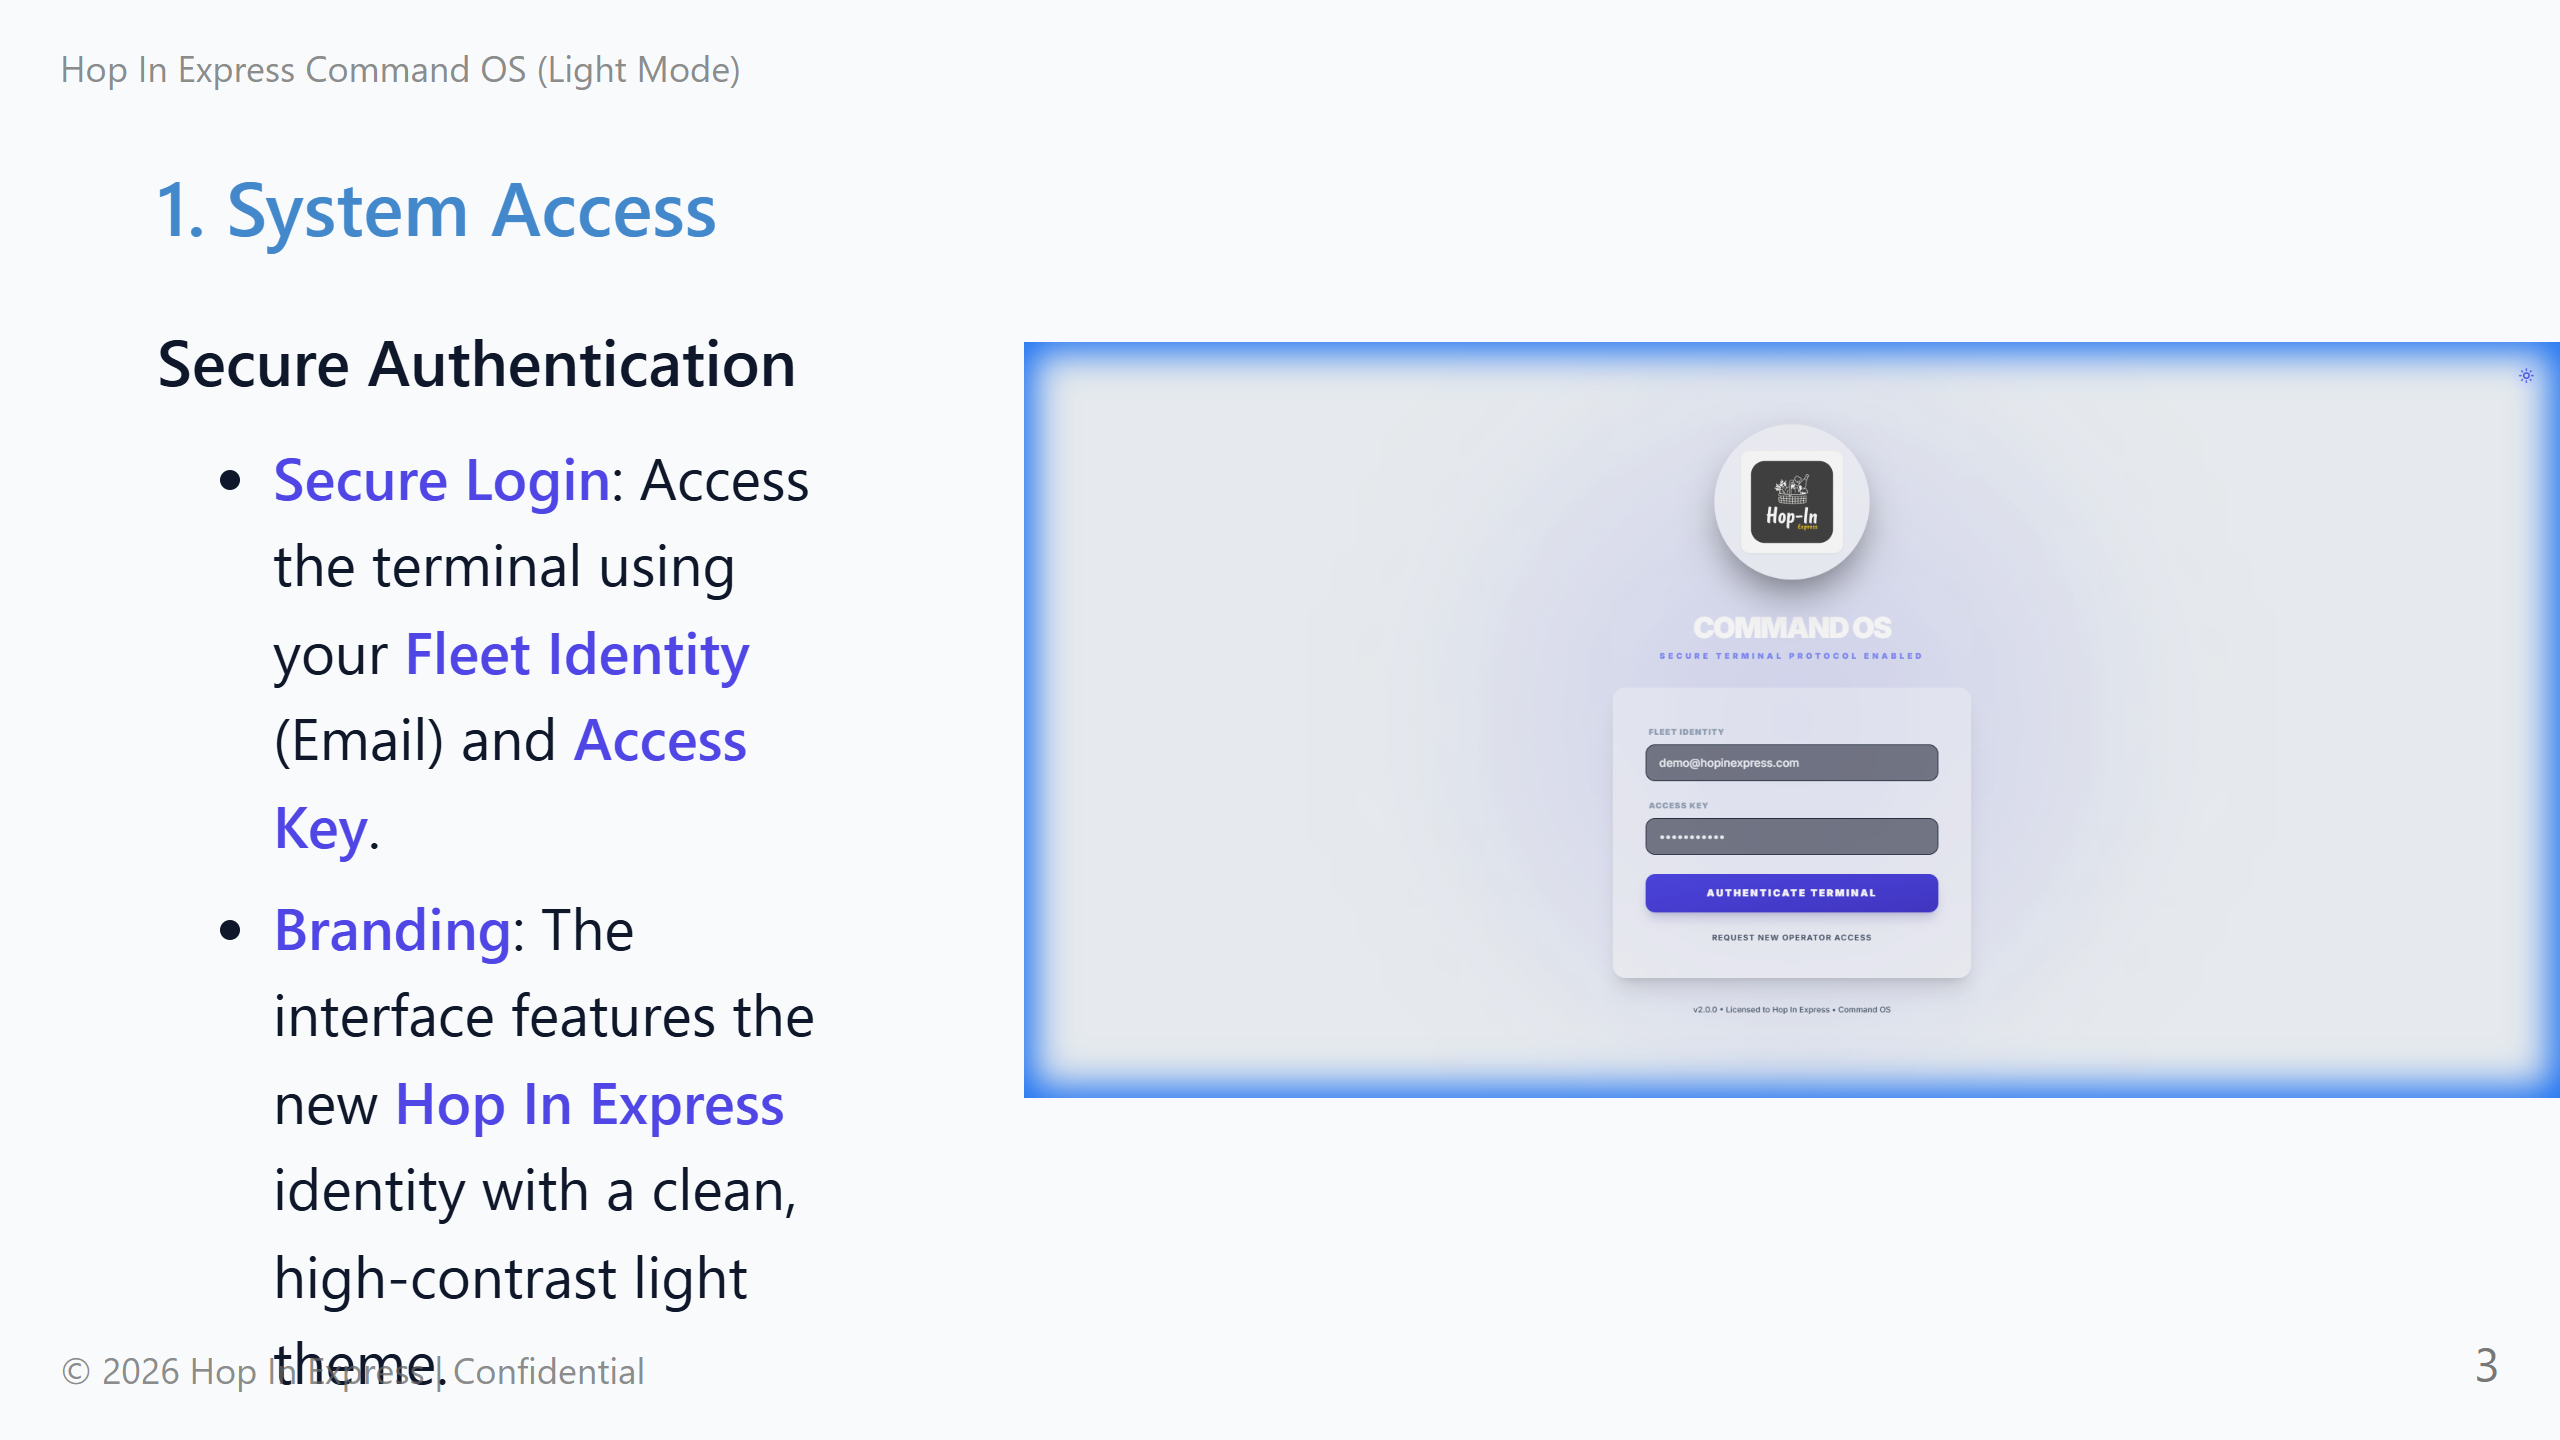 Hop In Express Command OS (Light Mode)
1. System Access
Secure Authentication
• Secure Login: Access
the terminal using
your Fleet Identity
(Email) and Access
Key.
• Branding: The
interface features the
new Hop In Express
identity with a clean,
high-contrast light
theme.
Hop-In
Express
COMMAND OS
SECURE TERMINAL PROTOCOL ENABLED
FLEET IDENTITY
demo@hopinexpress.com
ACCESS KEY
•••••••••••
AUTHENTICATE TERMINAL
REQUEST NEW OPERATOR ACCESS
v2.0.0 • Licensed to Hop In Express • Command OS
© 2026 Hop In Express | Confidential
3